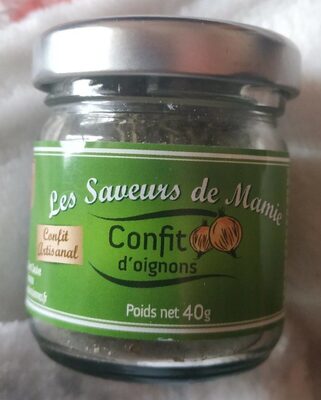 Les Saveurs de Mamie
Confit
Artisanal
Confit
d'oignons
Poids net 40g